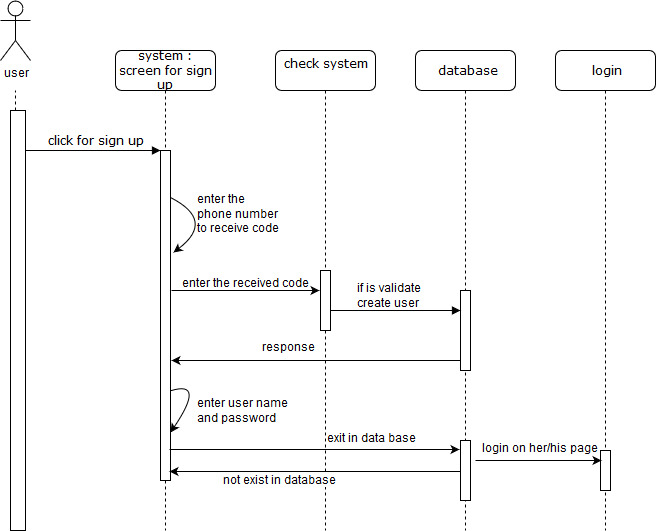 user
system :
screen for sign
up
check system
database
login
click for sign up
enter the
phone number
to receive code
enter the received code
if is validate
create user
response
enter user name
and password
exit in data base
login on her/his page
not exist in database